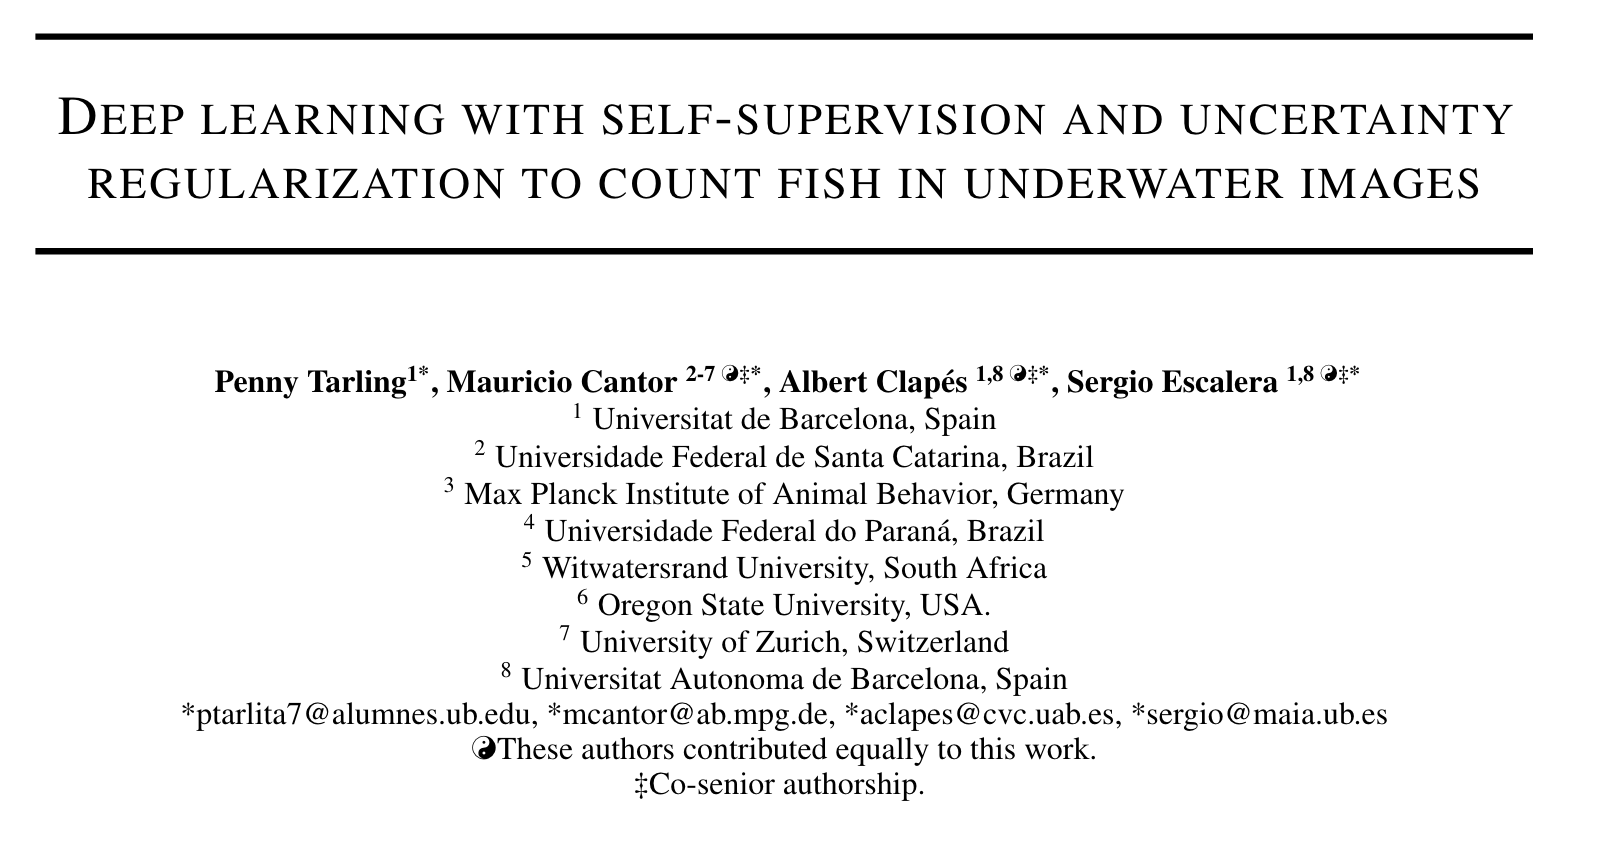 DEEP LEARNING WITH SELF-SUPERVISION AND UNCERTAINTY
REGULARIZATION TO COUNT FISH IN UNDERWATER IMAGES
Penny Tarling1*, Mauricio Cantor 2-7 ☯‡*, Albert Clapés 1,8 ☯‡*, Sergio Escalera 1,8 ☯‡*
1 Universitat de Barcelona, Spain
2 Universidade Federal de Santa Catarina, Brazil
3 Max Planck Institute of Animal Behavior, Germany
4 Universidade Federal do Paraná, Brazil
5 Witwatersrand University, South Africa
6 Oregon State University, USA.
7 University of Zurich, Switzerland
8 Universitat Autonoma de Barcelona, Spain
*ptarlita7@alumnes.ub.edu, *mcantor@ab.mpg.de, *aclapes@cvc.uab.es, *sergio@maia.ub.es
☯These authors contributed equally to this work.
‡Co-senior authorship.